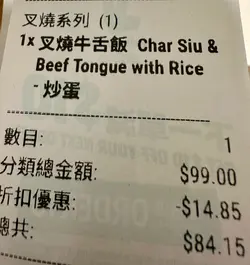 叉燒系列 (1)
1x 叉燒牛舌飯 Char Siu &
Beef Tongue with Rice
- 炒蛋
數目: 1
分類總金額: $99.00
折扣優惠: -$14.85
總共: $84.15